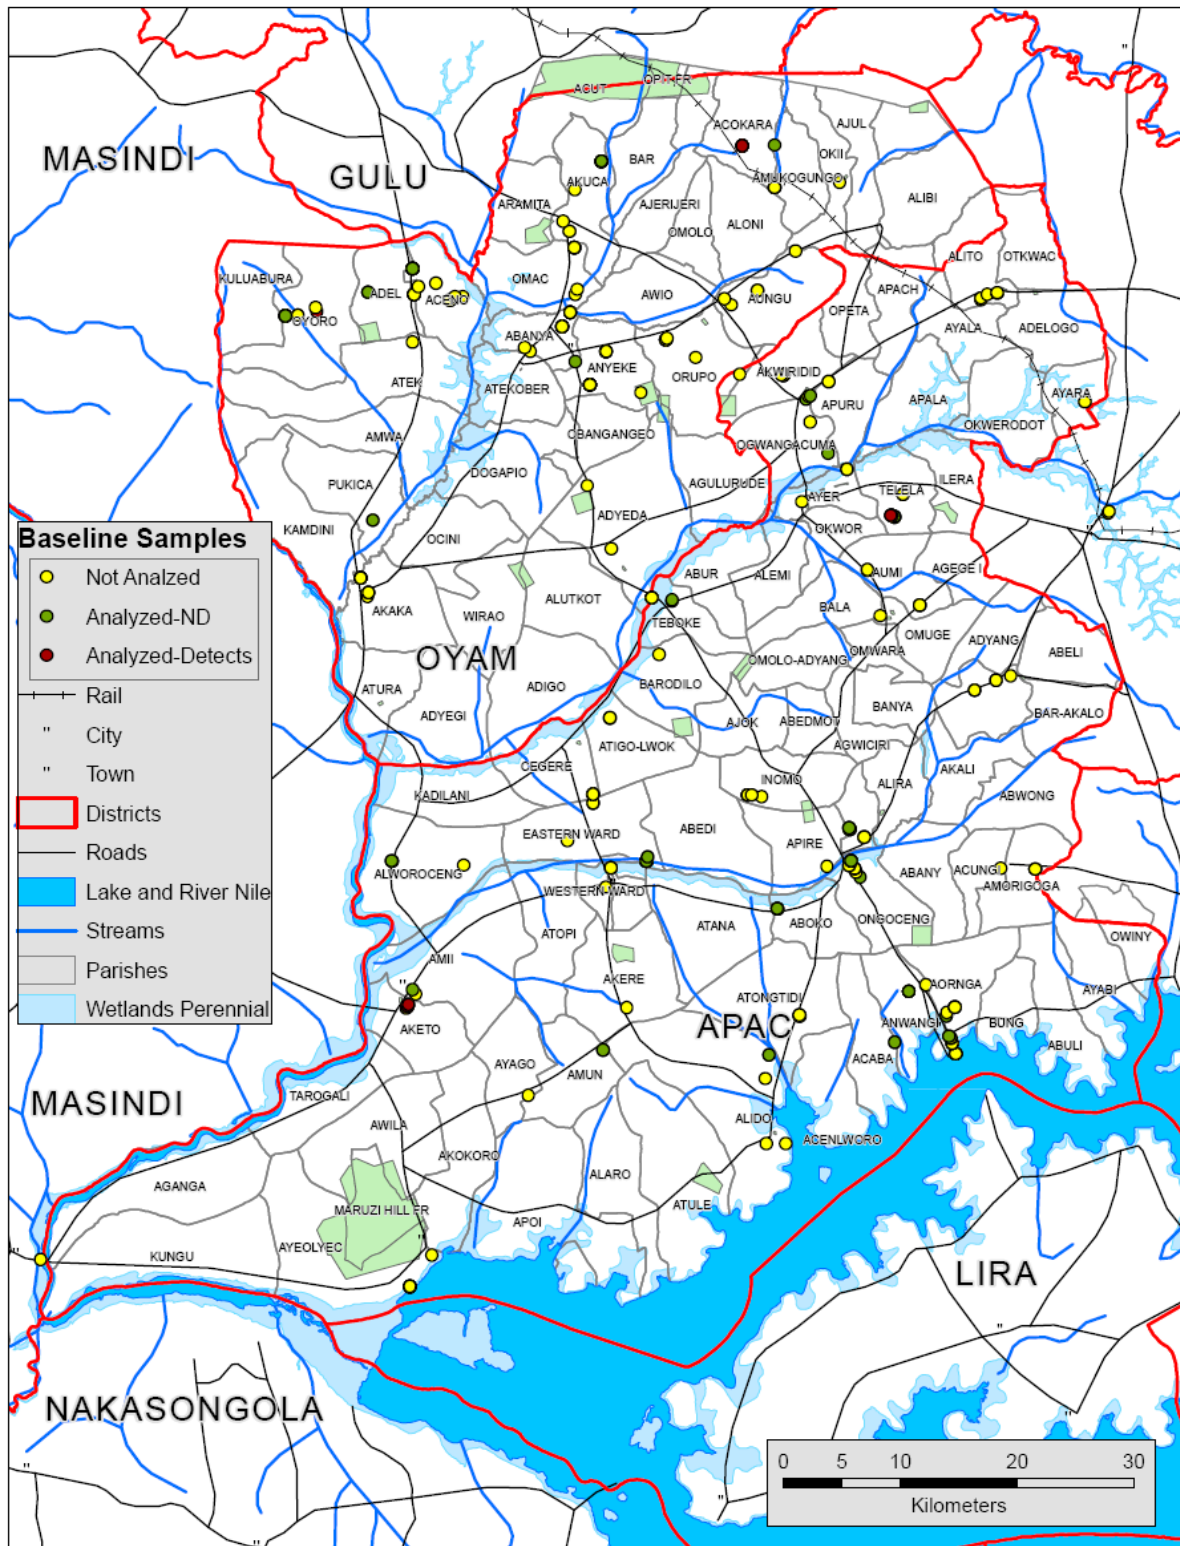 ACUT
OPIT FR
ACOKARA
AJUL
MASINDI
GULU
BAR
OKII
AKUCA
AMUKOGUNGO
ARAMITA
AJERIJERI
ALIBI
OMOLO
ALONI
KULUABURA
OMAC
ALITO
OTKWAC
ADEL
ACENO
AWIO
AUNGU
APACH
OYORO
OPETA
ABANYA
AYALA
ADELOGO
ATEK
ATEKOBER
ANYEKE
ORUPO
AKWIRIDID
APURU
APALA
AYARA
OKWERODOT
AMWA
OBANGANGEO
OGWANGACUMA
DOGAPIO
PUKICA
AGULURUDE
AYER
TELELA
ILERA
KAMDINI
ADYEDA
OKWOR
OCINI
ABUR
ALEMI
AUMI
AGEGE I
AKAKA
WIRAO
ALUTKOT
BALA
TEBOKE
OMUGE
ADYANG
ABELI
OYAM
OMOLO-ADYANG
OMWARA
ATURA
ADIGO
BARODILO
BANYA
ADYEGI
AJOK
ABEDMOT
BAR-AKALO
ATIGO-LWOK
AGWICIRI
CEGERE
INOMO
ALIRA
AKALI
KADILANI
ABWONG
EASTERN WARD
ABEDI
APIRE
ALWOROCENG
ABANY
ACUNGI
AMORIGOGA
WESTERN WARD
ATOPI
ATANA
ABOKO
ONGOCENG
OWINY
AMII
AKERE
AORNGA
AYABI
ATONGTIDI
AKETO
APAC
ANWANGI
BUNG
AYAGO
AMUN
ACABA
ABULI
MASINDI
TAROGALI
AWILA
ALIDO
ACENLWORO
AKOKORO
AGANGA
ALARO
MARUZI HILL FR
ATULE
APOI
KUNGU
AYEOLYEC
LIRA
NAKASONGOLA
Baseline Samples
Not Analzed
Analyzed-ND
Analyzed-Detects
Rail
" City
" Town
Districts
Roads
Lake and River Nile
Streams
Parishes
Wetlands Perennial
0 5 10 20 30
Kilometers